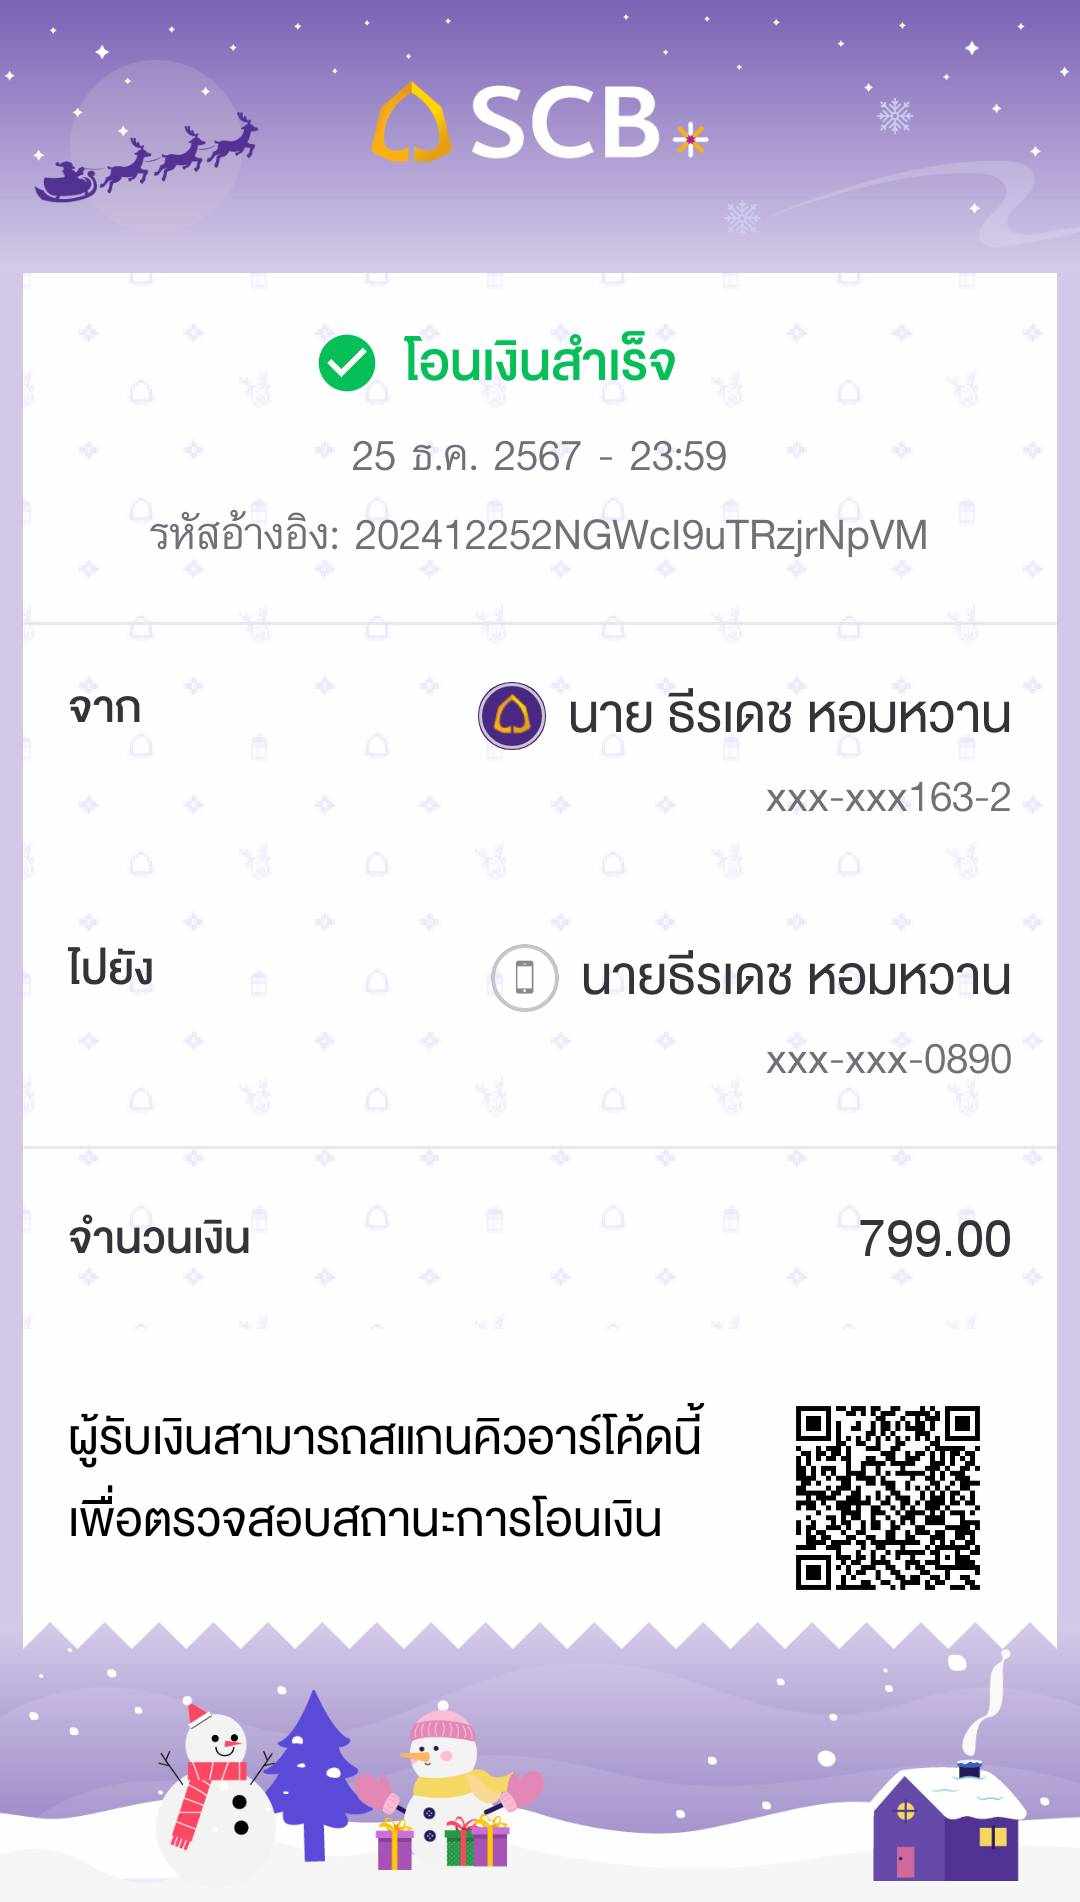 SCB
โอนเงินสำเร็จ
25 ธ.ค. 2567 - 23:59
รหัสอ้างอิง: 202412252NGWcI9uTRzjrNpVM
จาก
นาย ธีรเดช หอมหวาน
xxx-xxx163-2
ไปยัง
นายธีรเดช หอมหวาน
xxx-xxx-0890
จำนวนเงิน
799.00
ผู้รับเงินสามารถสแกนคิวอาร์โค้ดนี้
เพื่อตรวจสอบสถานะการโอนเงิน